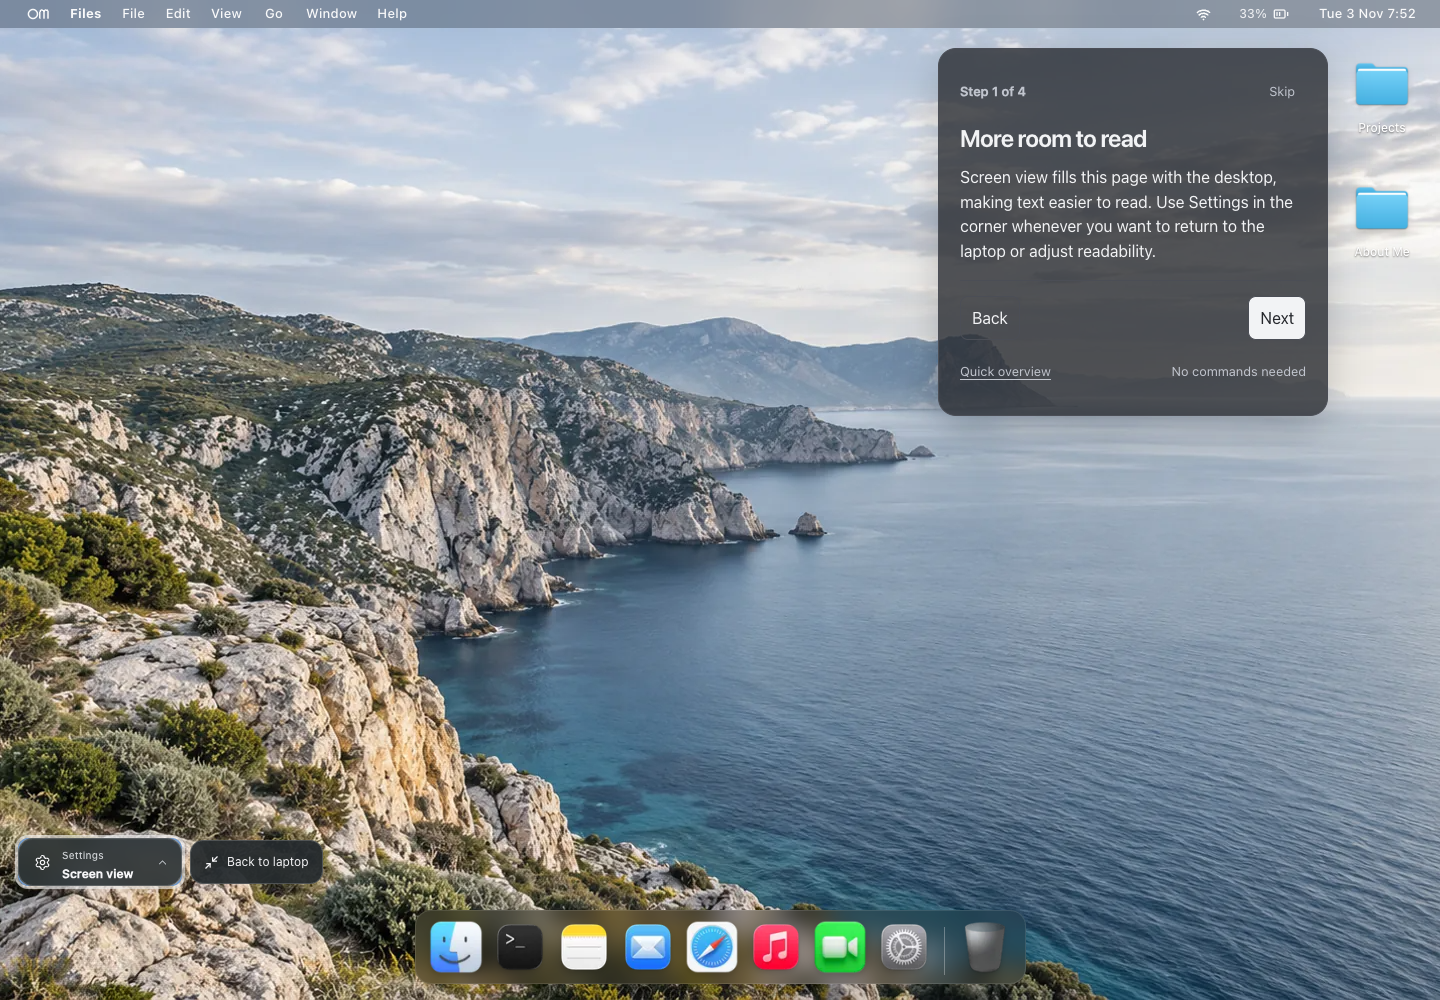 OM Files File Edit View Go Window Help 33% Tue 3 Nov 7:52
Step 1 of 4 Skip
More room to read
Screen view fills this page with the desktop,
making text easier to read. Use Settings in the
corner whenever you want to return to the
laptop or adjust readability.
Back Next
Quick overview No commands needed
Projects
About Me
Settings
Screen view
Back to laptop
>_